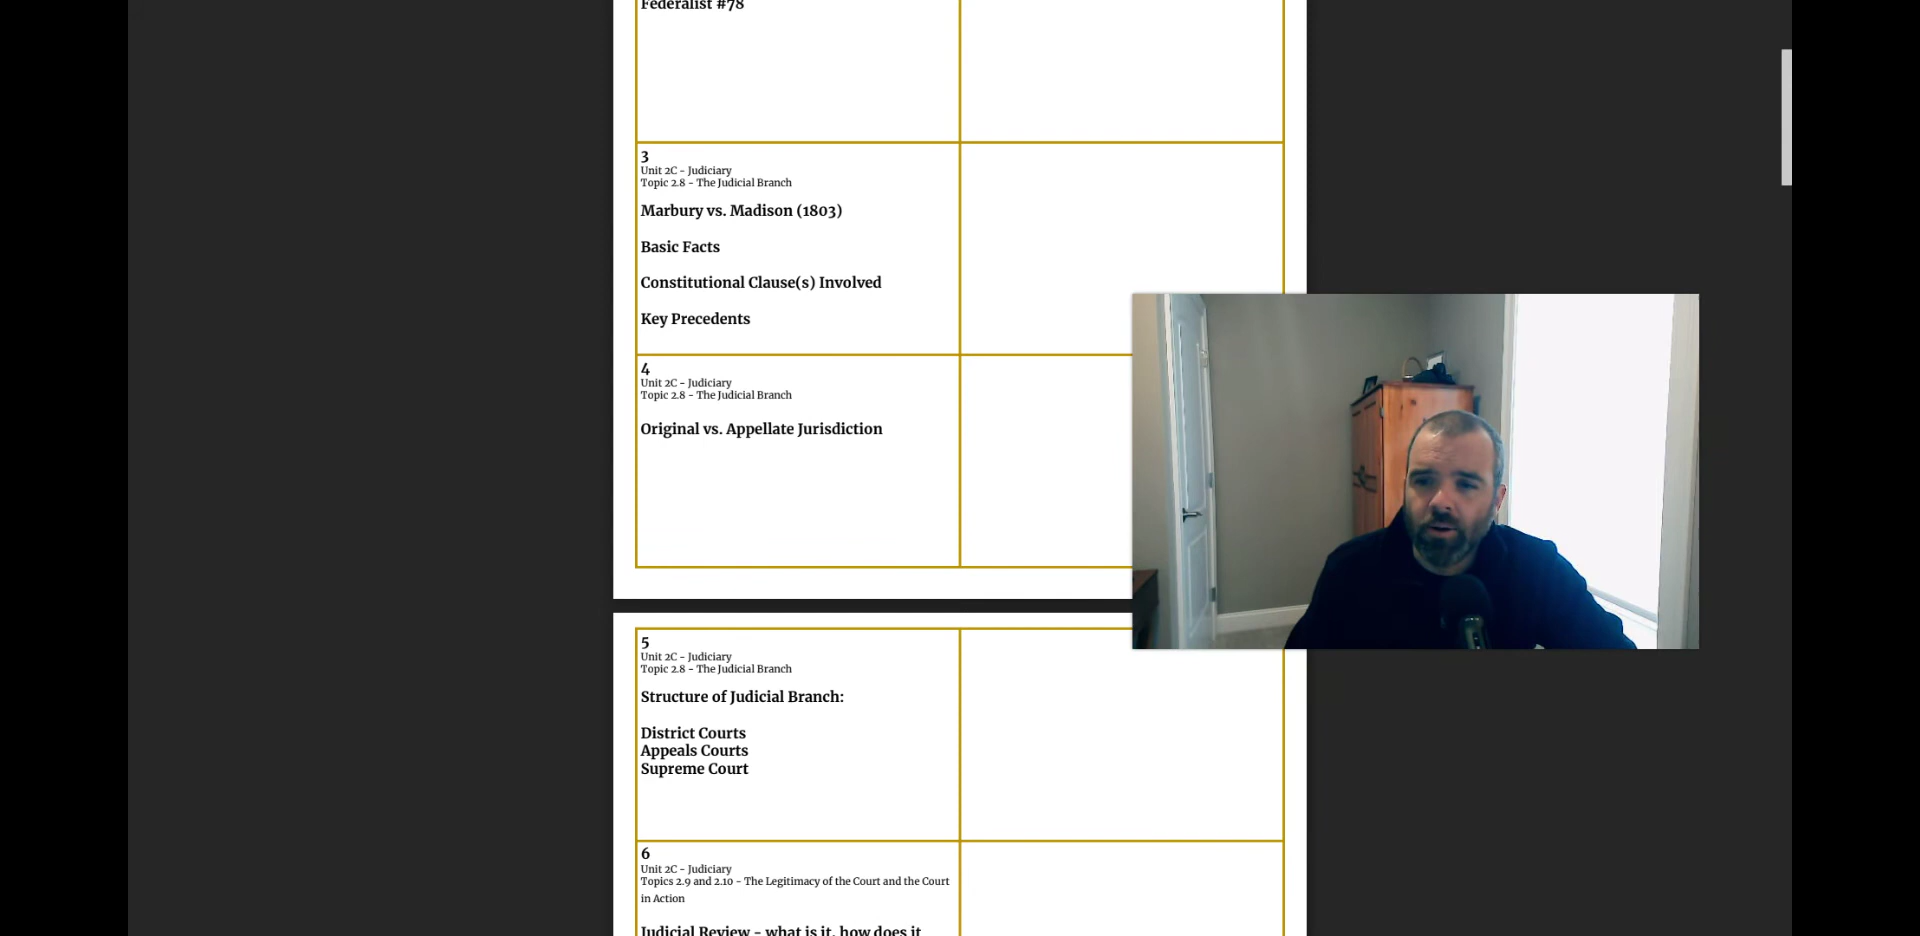 Federalist #78
3
Unit 2C - Judiciary
Topic 2.8 - The Judicial Branch
Marbury vs. Madison (1803)
Basic Facts
Constitutional Clause(s) Involved
Key Precedents
4
Unit 2C - Judiciary
Topic 2.8 - The Judicial Branch
Original vs. Appellate Jurisdiction
5
Unit 2C - Judiciary
Topic 2.8 - The Judicial Branch
Structure of Judicial Branch:
District Courts
Appeals Courts
Supreme Court
6
Unit 2C - Judiciary
Topics 2.9 and 2.10 - The Legitimacy of the Court and the Court
in Action
Judicial Review - what is it, how does it